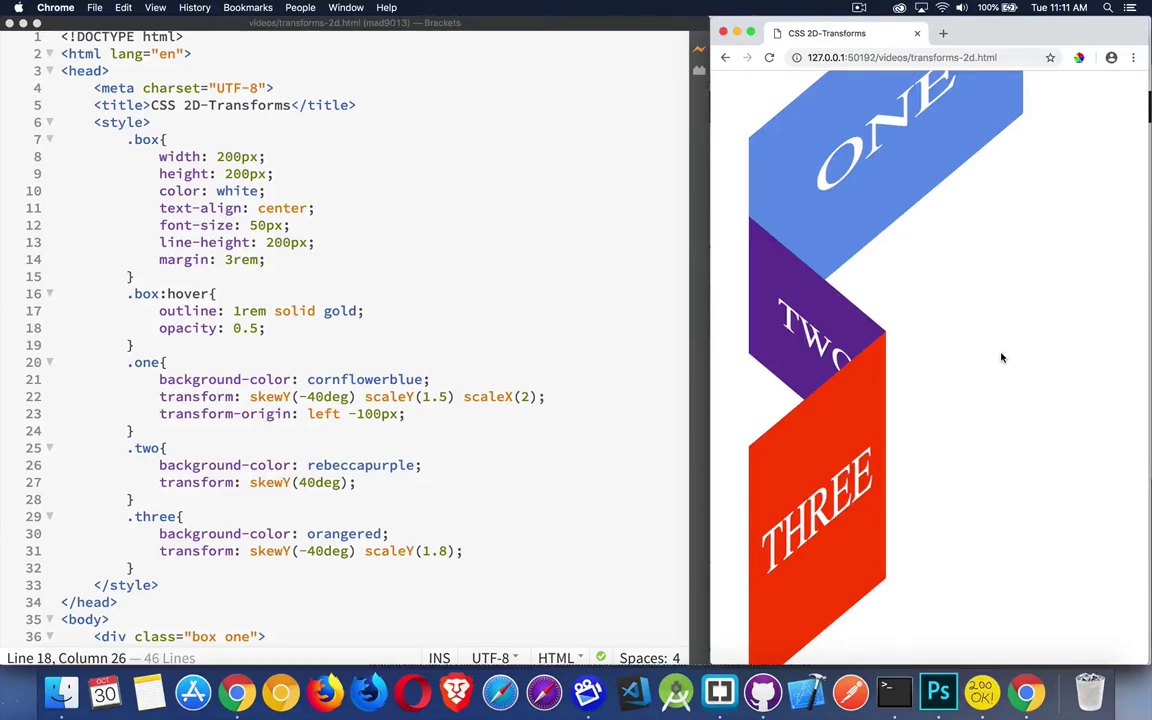 Chrome File Edit View History Bookmarks People Window Help 100% Tue 11:11 AM
videos/transforms-2d.html (mad9013) — Brackets
1 <!DOCTYPE html>
2 <html lang="en">
3 <head>
4 <meta charset="UTF-8">
5 <title>CSS 2D-Transforms</title>
6 <style>
7 .box{
8 width: 200px;
9 height: 200px;
10 color: white;
11 text-align: center;
12 font-size: 50px;
13 line-height: 200px;
14 margin: 3rem;
15 }
16 .box:hover{
17 outline: 1rem solid gold;
18 opacity: 0.5;
19 }
20 .one{
21 background-color: cornflowerblue;
22 transform: skewY(-40deg) scaleY(1.5) scaleX(2);
23 transform-origin: left -100px;
24 }
25 .two{
26 background-color: rebeccapurple;
27 transform: skewY(40deg);
28 }
29 .three{
30 background-color: orangered;
31 transform: skewY(-40deg) scaleY(1.8);
32 }
33 </style>
34 </head>
35 <body>
36 <div class="box one">
Line 18, Column 26 — 46 Lines
INS UTF-8 HTML Spaces: 4
CSS 2D-Transforms
127.0.0.1:50192/videos/transforms-2d.html
ONE
TWO
THREE
OCT
30
Ps
200
OK!